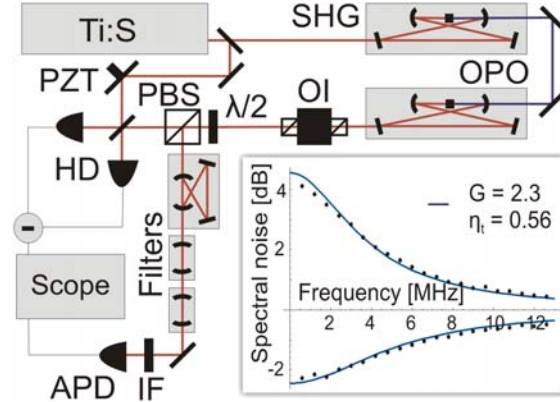 Ti:S
SHG
PZT
PBS
λ/2
OI
OPO
HD
-
Scope
Filters
APD
IF
Spectral noise [dB]
4
2
-2
G = 2.3
ηt = 0.56
Frequency [MHz]
2 4 6 8 10 12